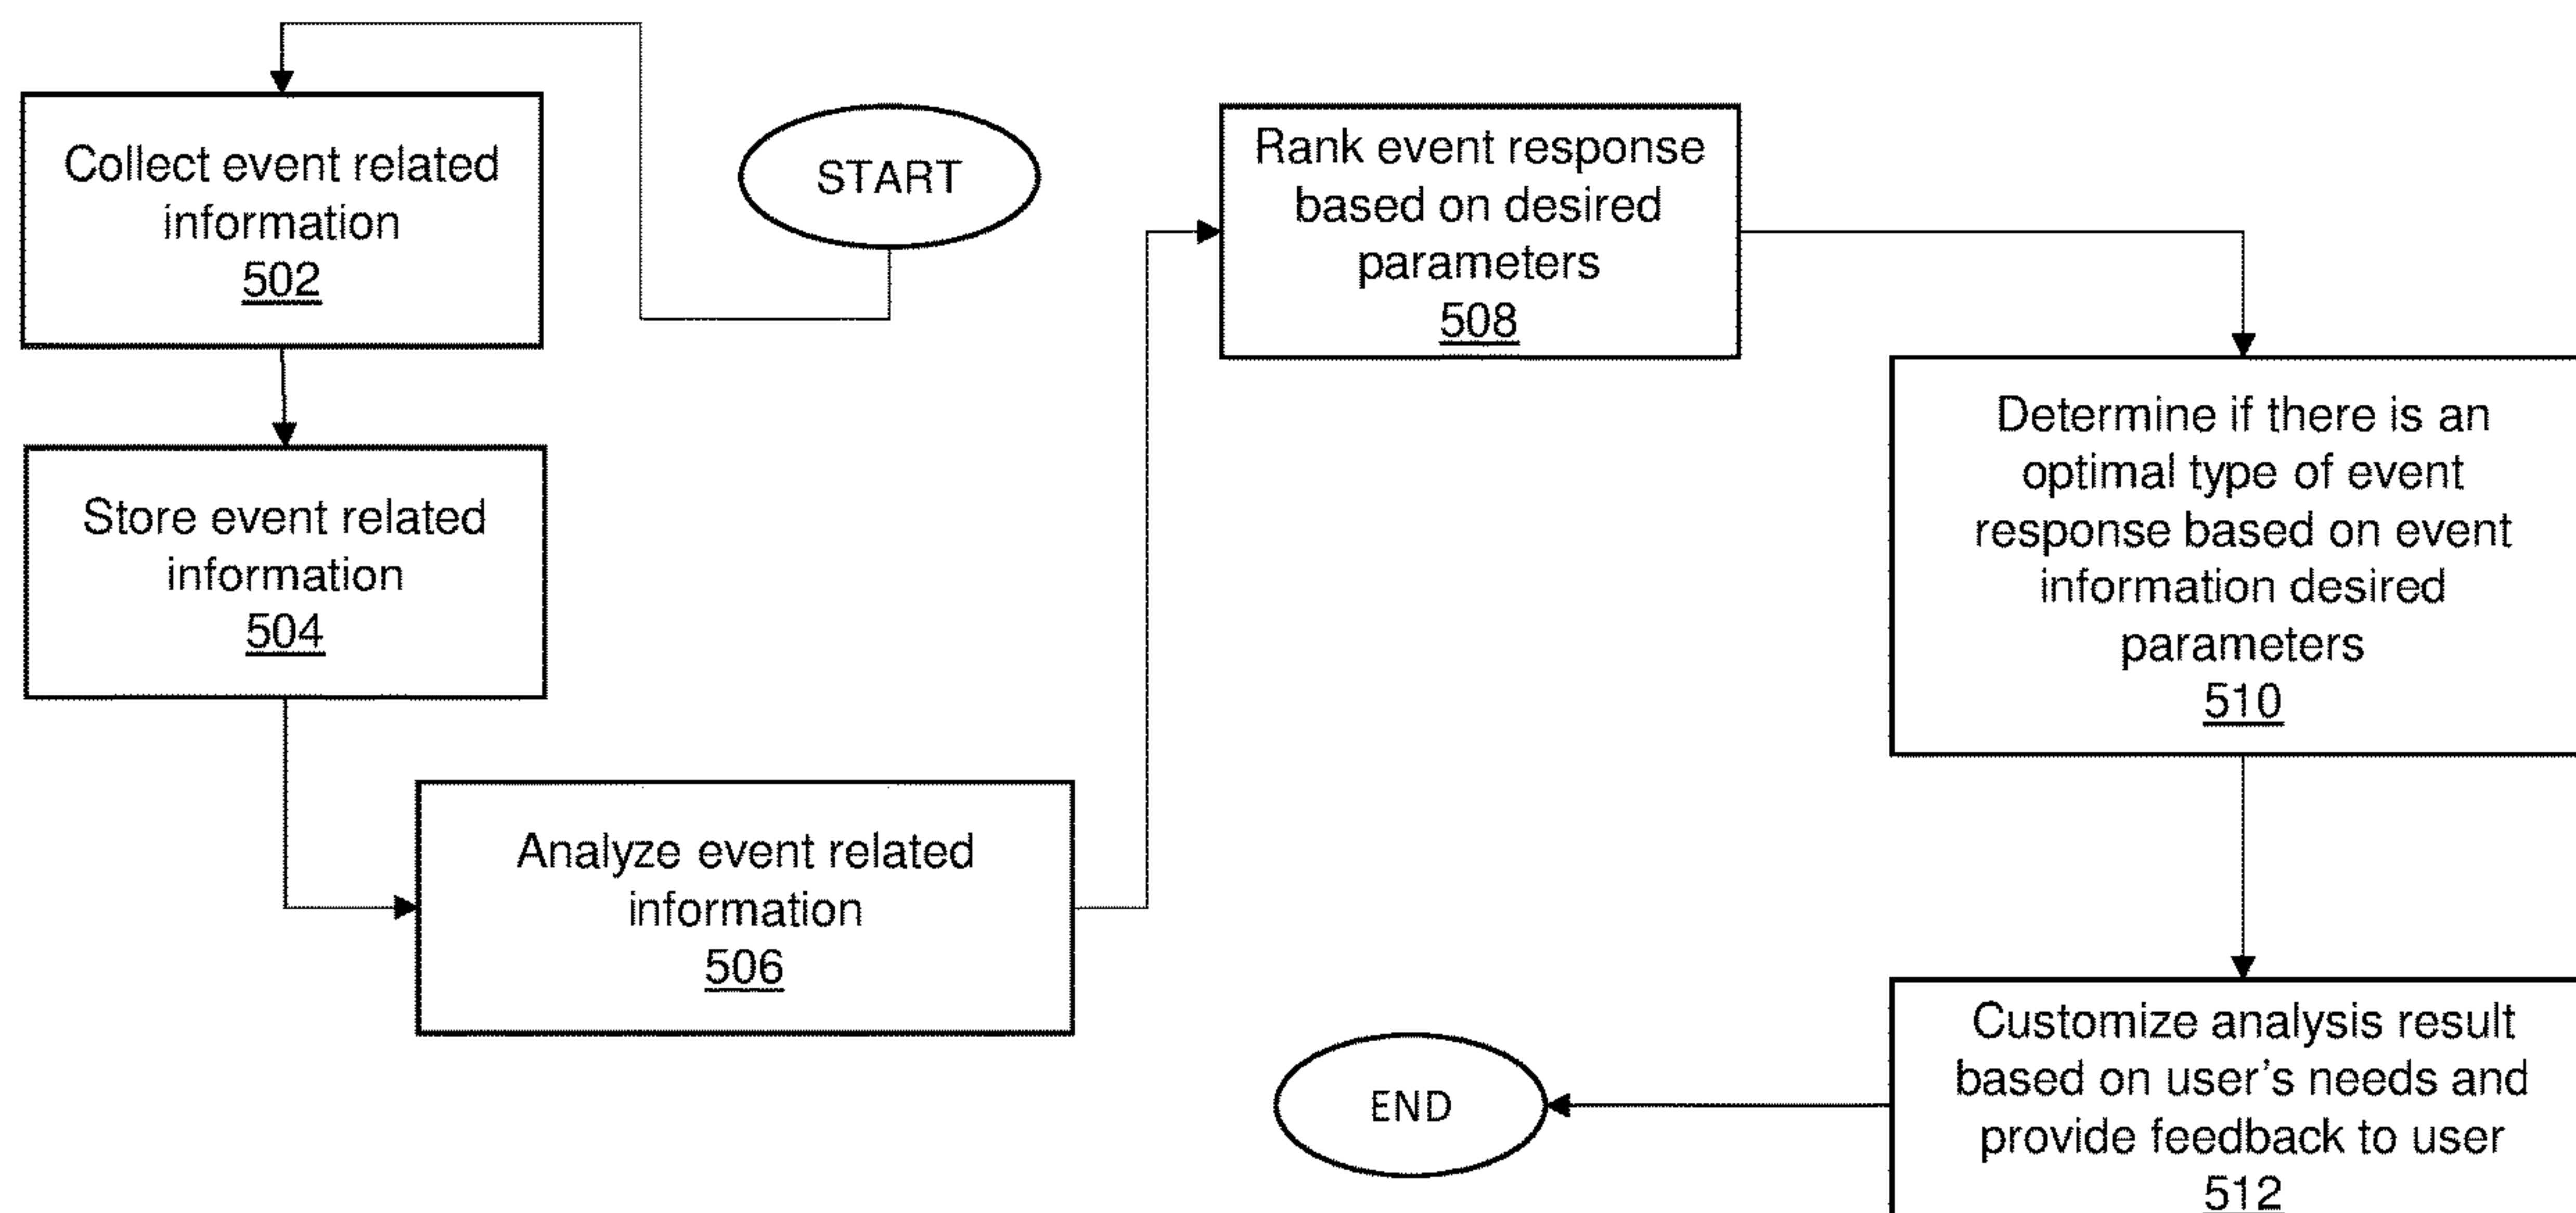 START
Collect event related
information
502
Store event related
information
504
Analyze event related
information
506
Rank event response
based on desired
parameters
508
Determine if there is an
optimal type of event
response based on event
information desired
parameters
510
Customize analysis result
based on user’s needs and
provide feedback to user
512
END